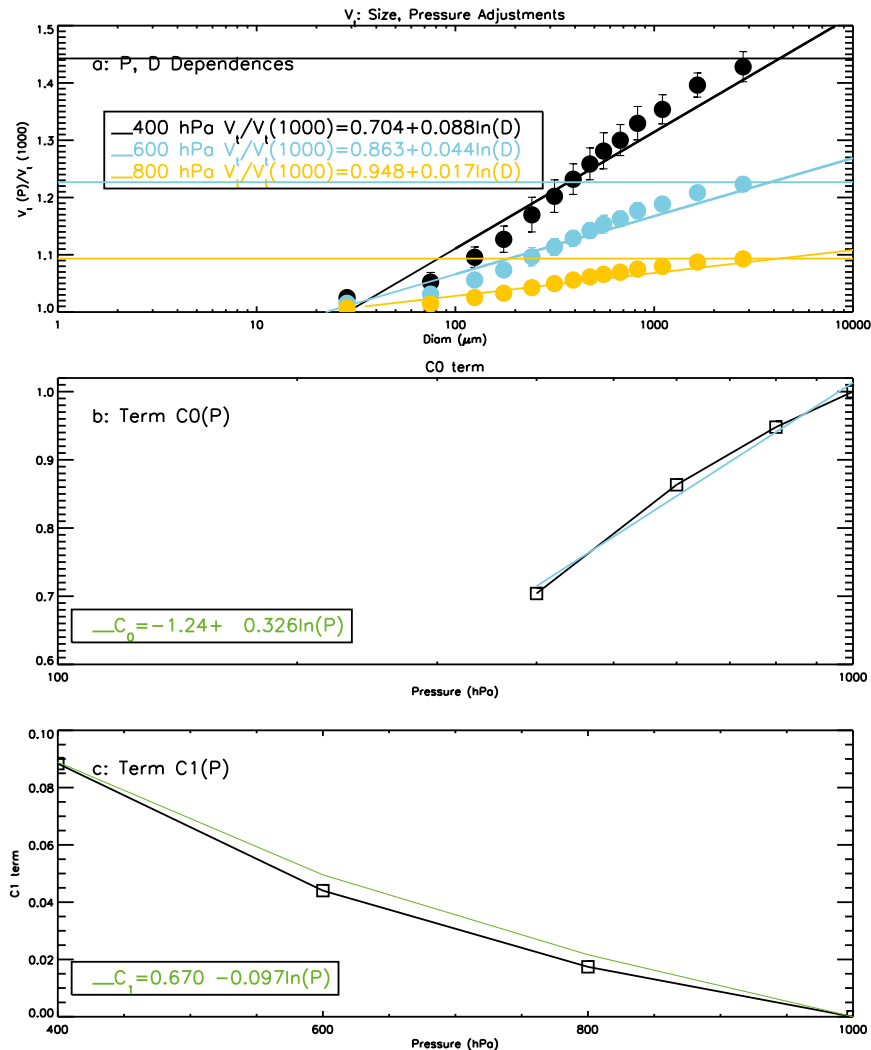 Vt: Size, Pressure Adjustments
1.5
1.4
1.3
1.2
1.1
1.0
Vt (P)/Vt (1000)
a: P, D Dependences
400 hPa Vt/Vt(1000)=0.704+0.088ln(D)
600 hPa Vt/Vt(1000)=0.863+0.044ln(D)
800 hPa Vt/Vt(1000)=0.948+0.017ln(D)
1 10 100 1000 10000
Diam (μm)
C0 term
1.0
0.9
0.8
0.7
0.6
b: Term C0(P)
C0=−1.24+ 0.326ln(P)
100 1000
Pressure (hPa)
0.10
0.08
0.06
0.04
0.02
0.00
C1 term
c: Term C1(P)
C1=0.670 −0.097ln(P)
400 600 800 1000
Pressure (hPa)